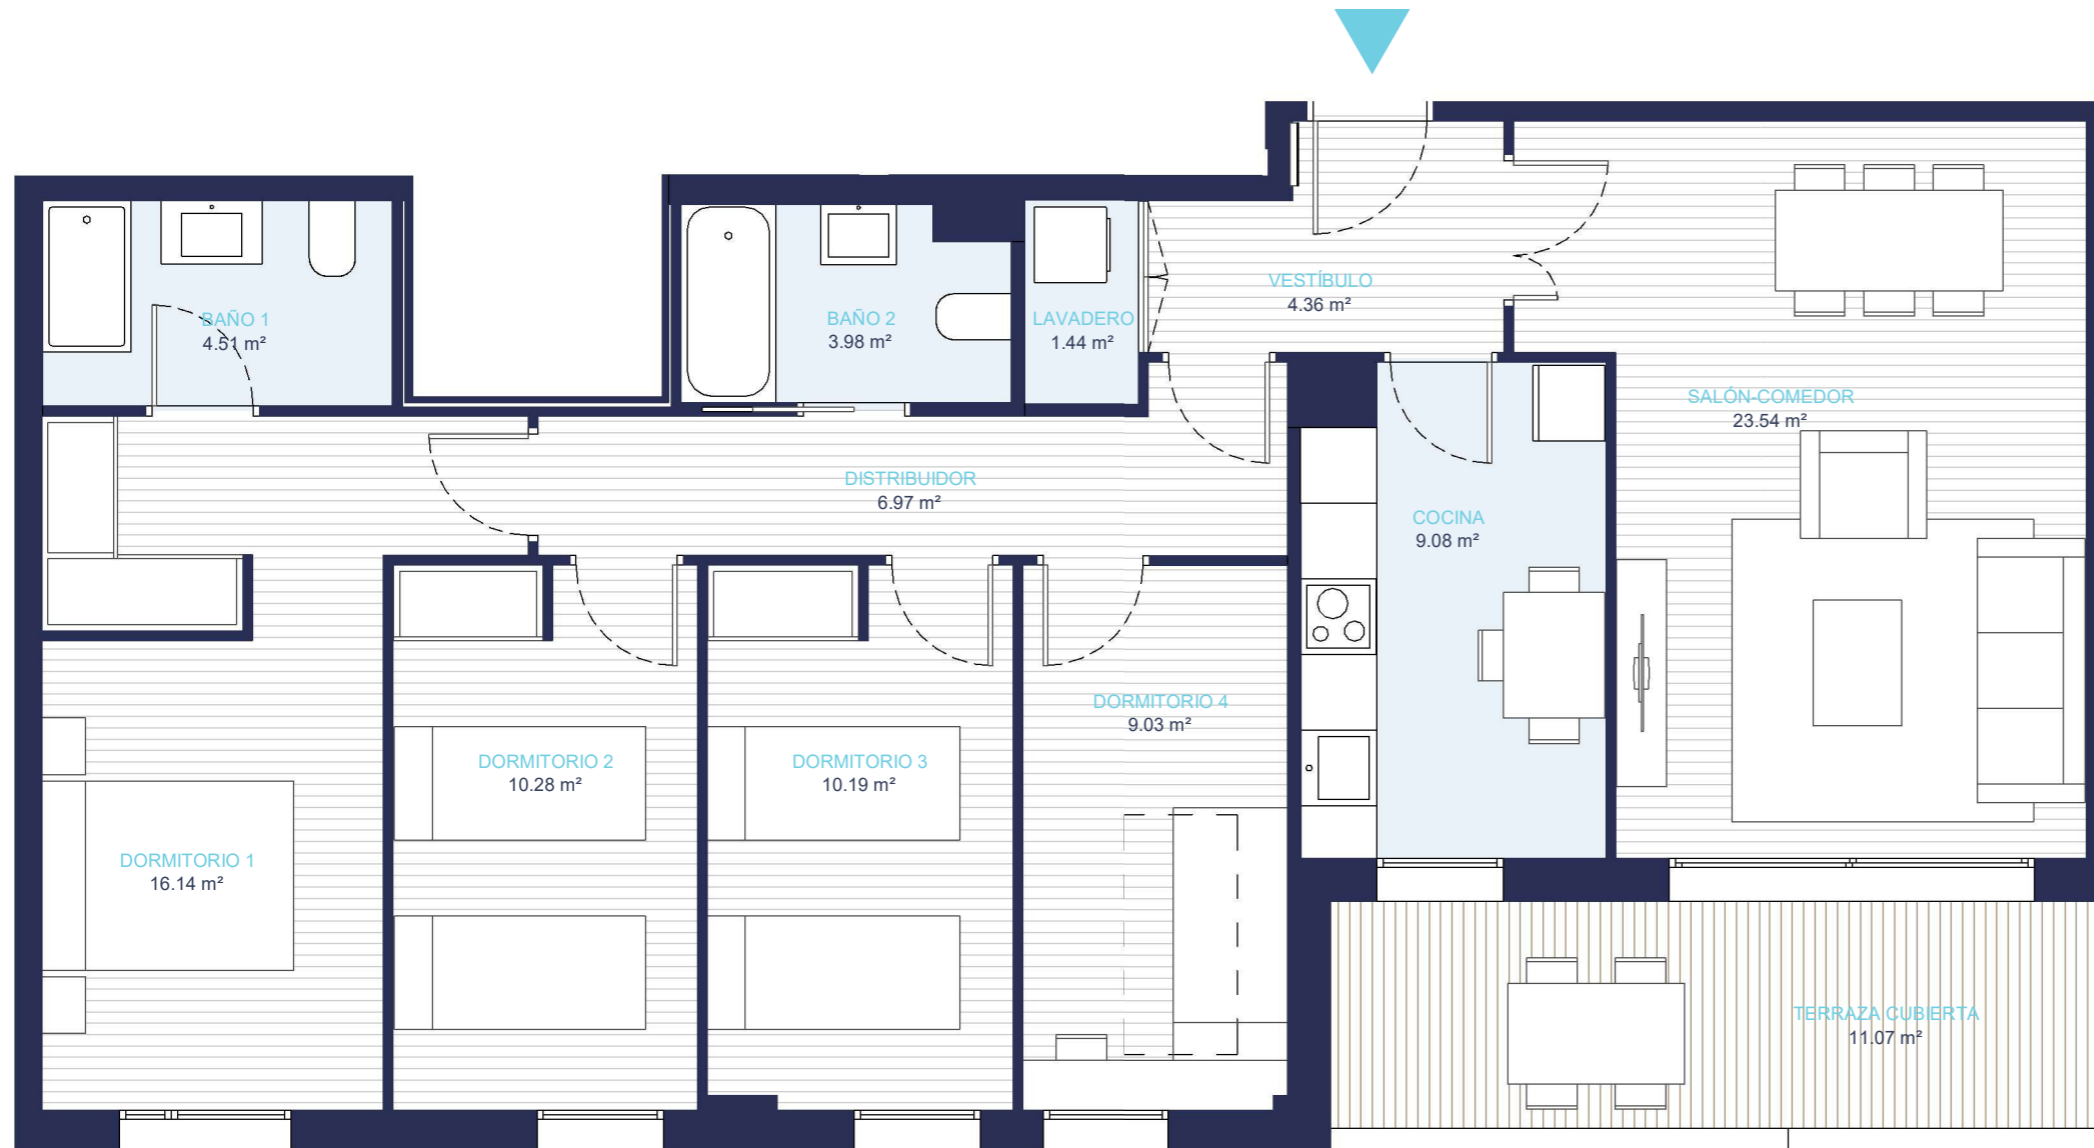 BAÑO 1
4.51 m²
BAÑO 2
3.98 m²
LAVADERO
1.44 m²
VESTÍBULO
4.36 m²
SALÓN-COMEDOR
23.54 m²
DISTRIBUIDOR
6.97 m²
COCINA
9.08 m²
DORMITORIO 1
16.14 m²
DORMITORIO 2
10.28 m²
DORMITORIO 3
10.19 m²
DORMITORIO 4
9.03 m²
TERRAZA CUBIERTA
11.07 m²